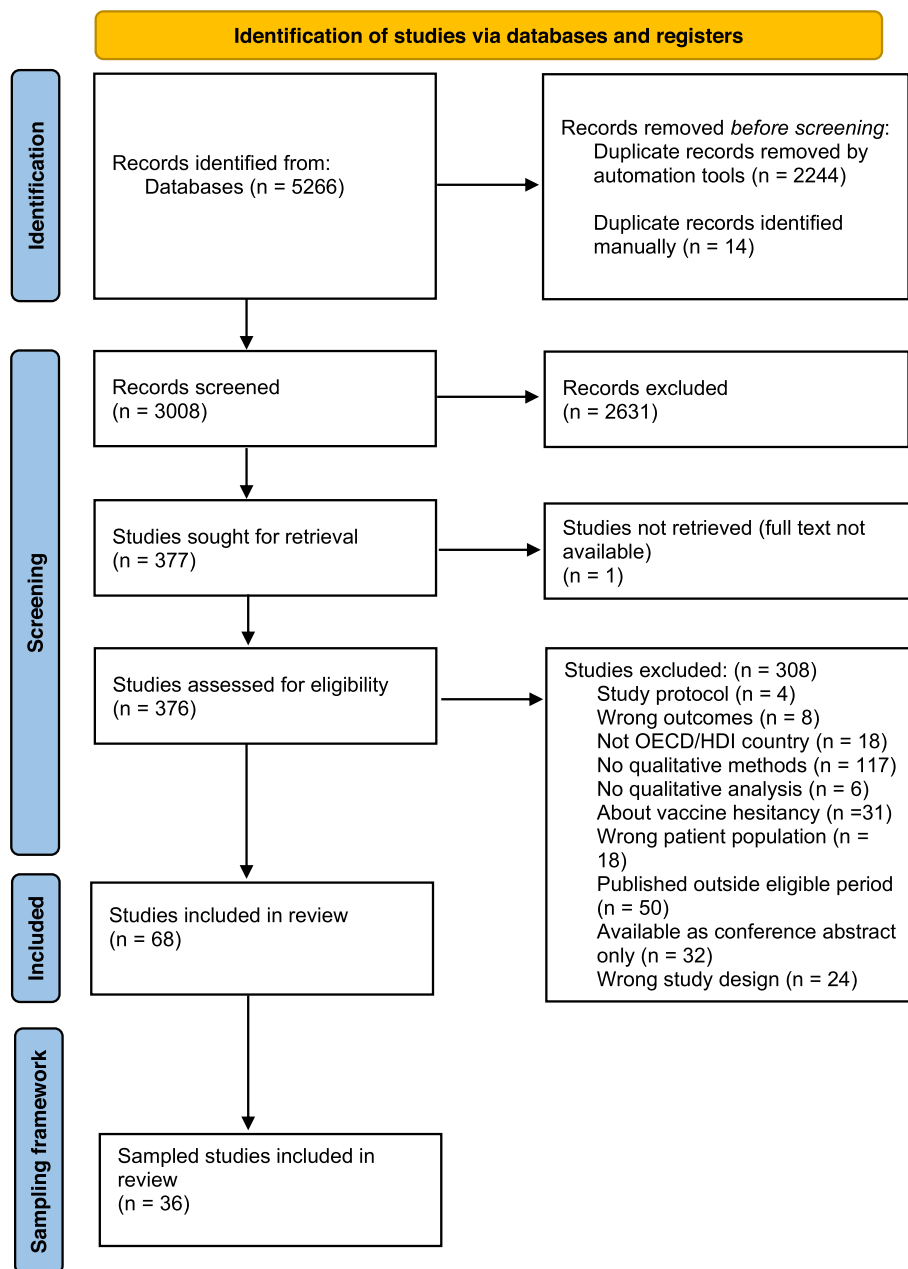 Identification of studies via databases and registers
Identification
Records identified from:
Databases (n = 5266)
Records removed before screening:
Duplicate records removed by
automation tools (n = 2244)
Duplicate records identified
manually (n = 14)
Screening
Records screened
(n = 3008)
Records excluded
(n = 2631)
Studies sought for retrieval
(n = 377)
Studies not retrieved (full text not
available)
(n = 1)
Studies assessed for eligibility
(n = 376)
Studies excluded: (n = 308)
Study protocol (n = 4)
Wrong outcomes (n = 8)
Not OECD/HDI country (n = 18)
No qualitative methods (n = 117)
No qualitative analysis (n = 6)
About vaccine hesitancy (n =31)
Wrong patient population (n =
18)
Published outside eligible period
(n = 50)
Available as conference abstract
only (n = 32)
Wrong study design (n = 24)
Included
Studies included in review
(n = 68)
Sampling framework
Sampled studies included in
review
(n = 36)